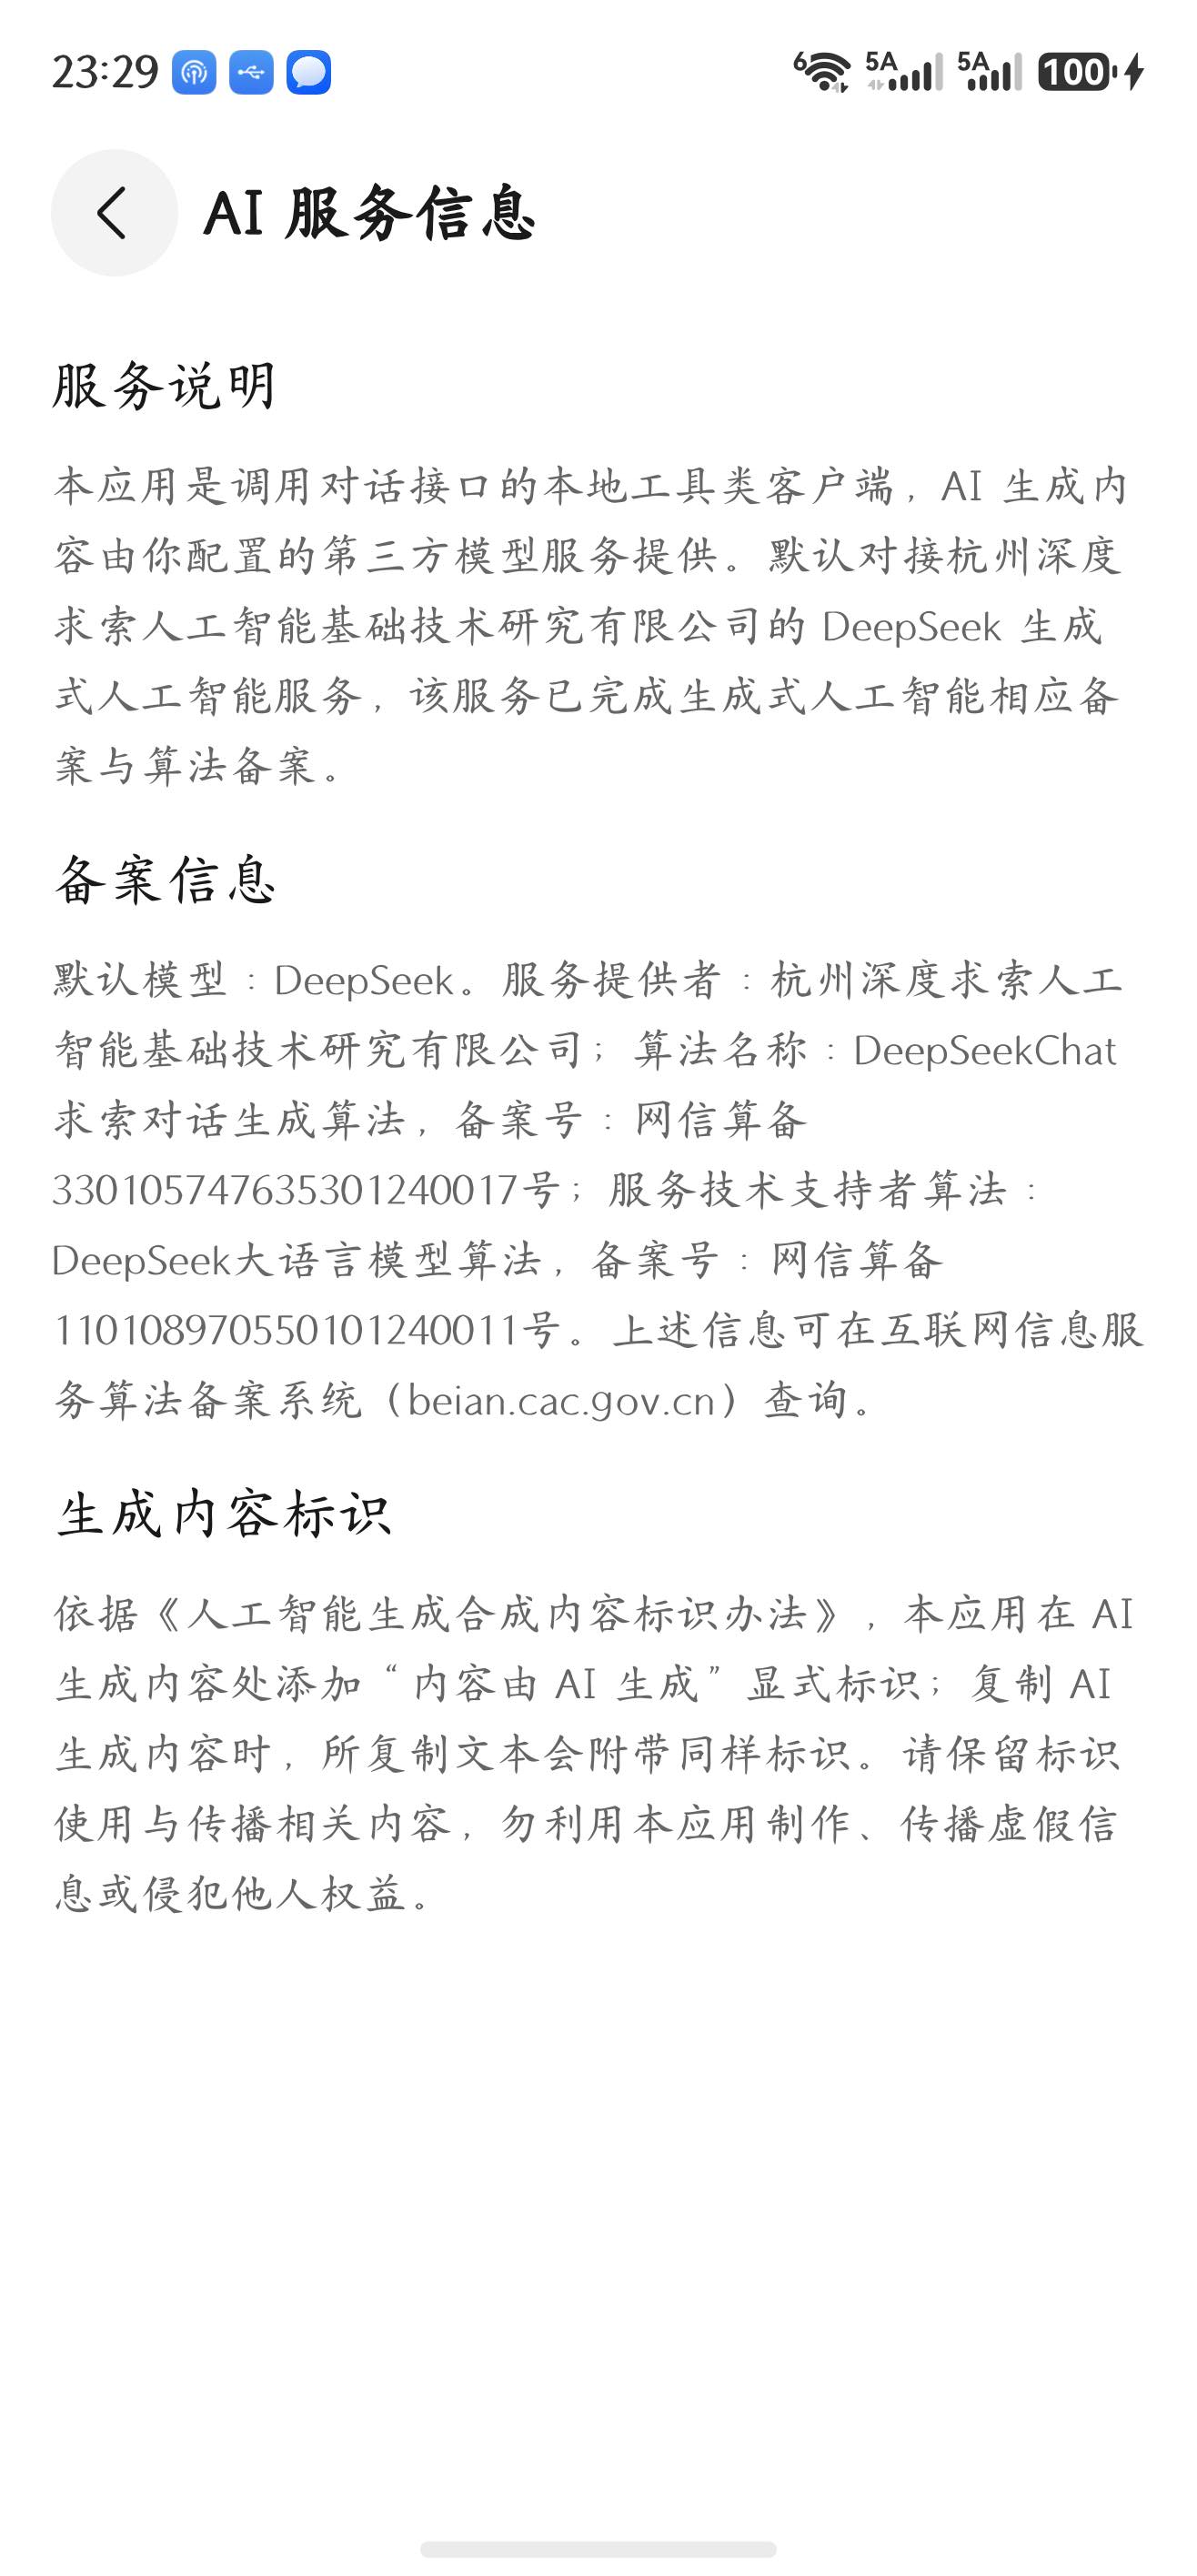 23:29
6 5A 5A 100
AI 服务信息
服务说明
本应用是调用对话接口的本地工具类客户端，AI 生成内
容由你配置的第三方模型服务提供。默认对接杭州深度
求索人工智能基础技术研究有限公司的 DeepSeek 生成
式人工智能服务，该服务已完成生成式人工智能相应备
案与算法备案。
备案信息
默认模型：DeepSeek。服务提供者：杭州深度求索人工
智能基础技术研究有限公司；算法名称：DeepSeekChat
求索对话生成算法，备案号：网信算备
330105747635301240017号；服务技术支持者算法：
DeepSeek大语言模型算法，备案号：网信算备
110108970550101240011号。上述信息可在互联网信息服
务算法备案系统（beian.cac.gov.cn）查询。
生成内容标识
依据《人工智能生成合成内容标识办法》，本应用在 AI
生成内容处添加“内容由 AI 生成”显式标识；复制 AI
生成内容时，所复制文本会附带同样标识。请保留标识
使用与传播相关内容，勿利用本应用制作、传播虚假信
息或侵犯他人权益。